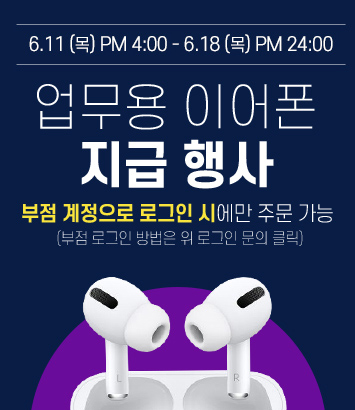 6.11 (목) PM 4:00 - 6.18 (목) PM 24:00
업무용 이어폰
지급 행사
부점 계정으로 로그인 시에만 주문 가능
(부점 로그인 방법은 위 로그인 문의 클릭)
L R